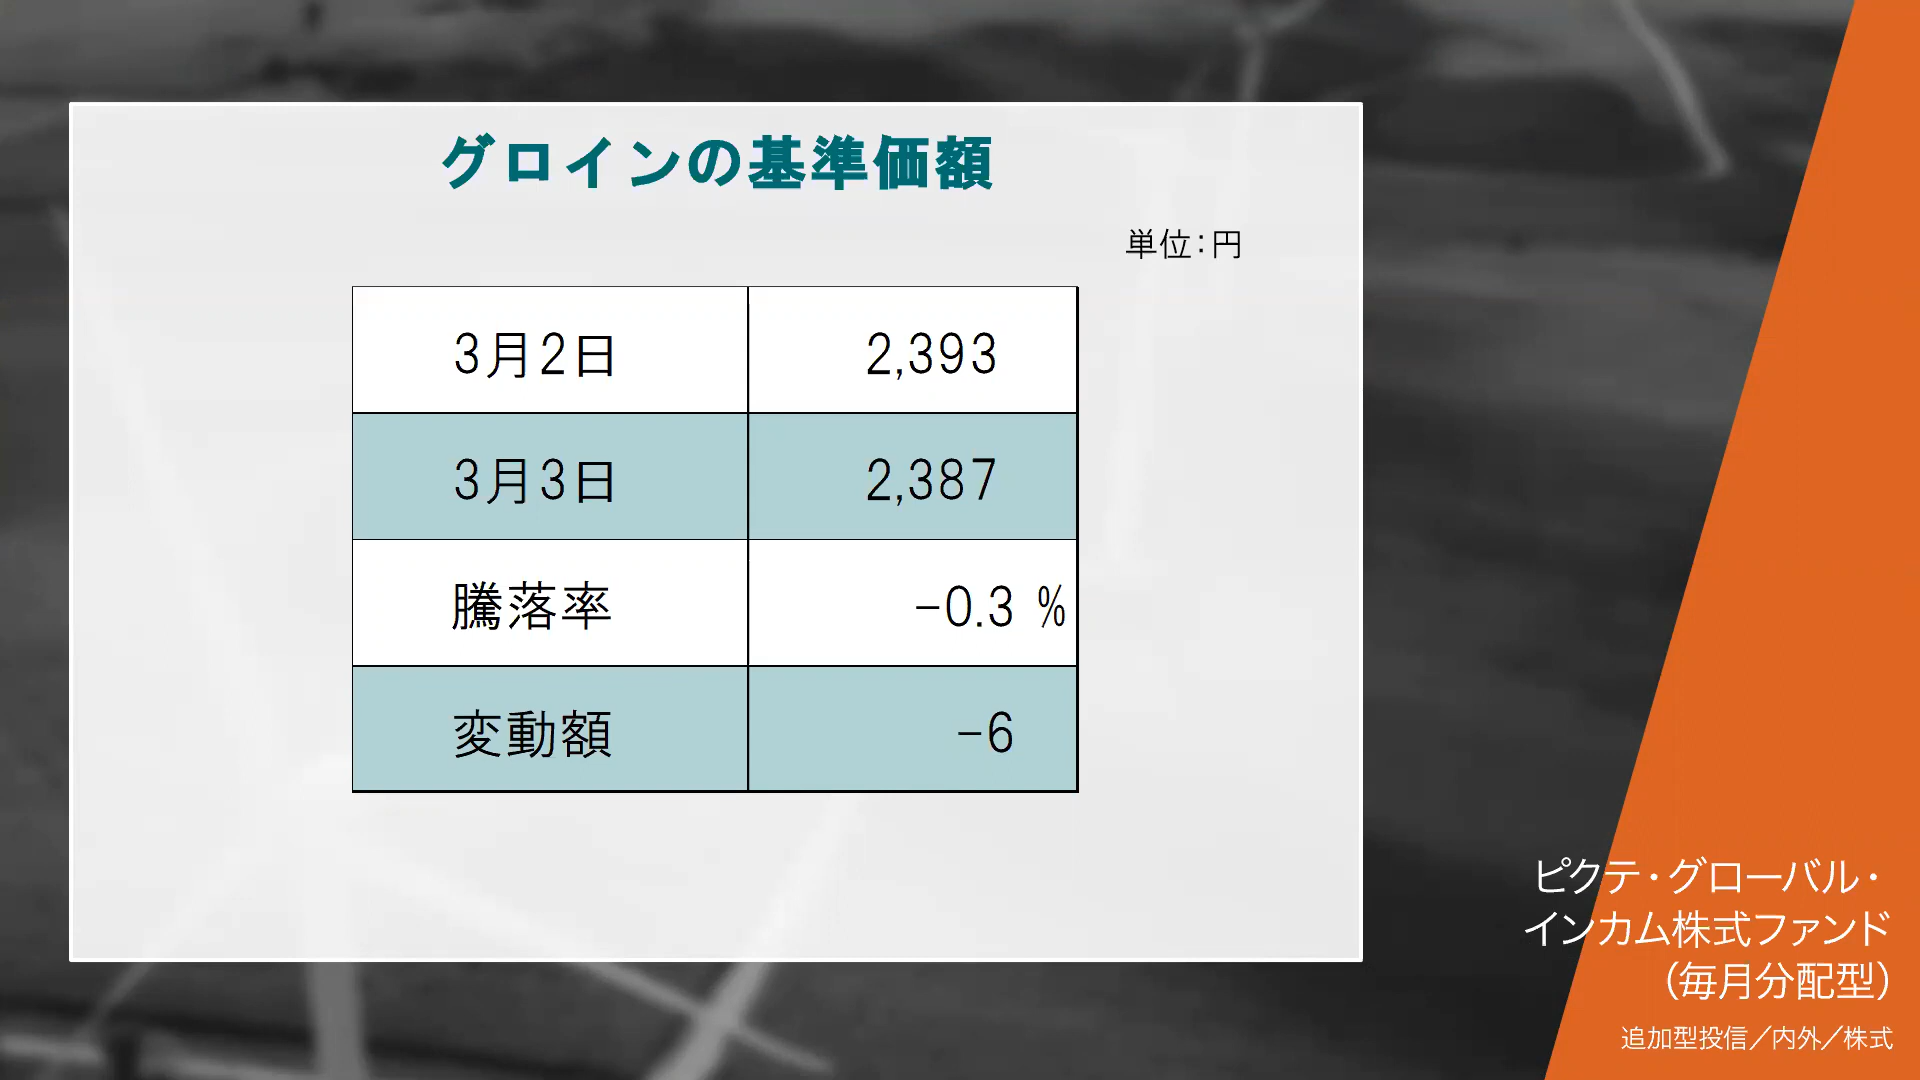 グロインの基準価額
単位：円
3月2日 2,393
3月3日 2,387
騰落率 −0.3 %
変動額 −6
ピクテ・グローバル・
インカム株式ファンド
（毎月分配型）
追加型投信／内外／株式